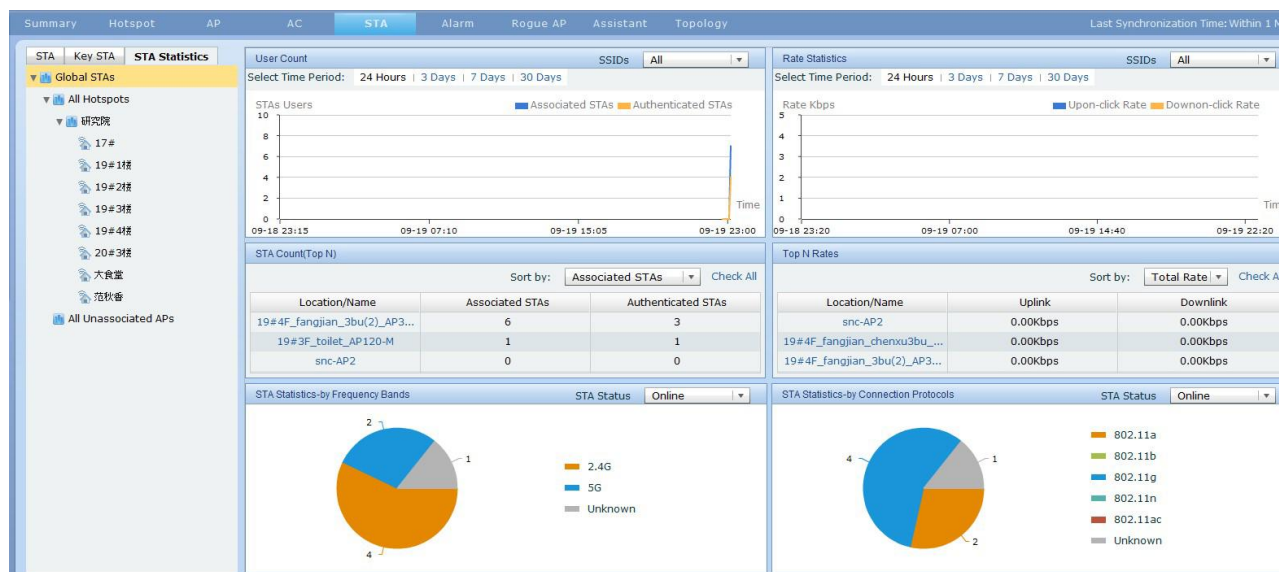 Summary Hotspot AP AC STA Alarm Rogue AP Assistant Topology Last Synchronization Time: Within 1 M
STA Key STA STA Statistics
Global STAs
All Hotspots
研究院
17#
19#1楼
19#2楼
19#3楼
19#4楼
20#3楼
大食堂
范秋香
All Unassociated APs
User Count SSIDs All
Select Time Period: 24 Hours | 3 Days | 7 Days | 30 Days
STAs Users Associated STAs Authenticated STAs
10
8
6
4
2
0
Time
09-18 23:15 09-19 07:10 09-19 15:05 09-19 23:00
Rate Statistics SSIDs All
Select Time Period: 24 Hours | 3 Days | 7 Days | 30 Days
Rate Kbps Upon-click Rate Downon-click Rate
5
4
3
2
1
0
Tim
09-18 23:20 09-19 07:00 09-19 14:40 09-19 22:20
STA Count(Top N)
Sort by: Associated STAs Check All
Location/Name Associated STAs Authenticated STAs
19#4F_fangjian_3bu(2)_AP3... 6 3
19#3F_toilet_AP120-M 1 1
snc-AP2 0 0
Top N Rates
Sort by: Total Rate Check A
Location/Name Uplink Downlink
snc-AP2 0.00Kbps 0.00Kbps
19#4F_fangjian_chenxu3bu_... 0.00Kbps 0.00Kbps
19#4F_fangjian_3bu(2)_AP3... 0.00Kbps 0.00Kbps
STA Statistics-by Frequency Bands STA Status Online
2
1
4
2.4G
5G
Unknown
STA Statistics-by Connection Protocols STA Status Online
4
1
2
802.11a
802.11b
802.11g
802.11n
802.11ac
Unknown